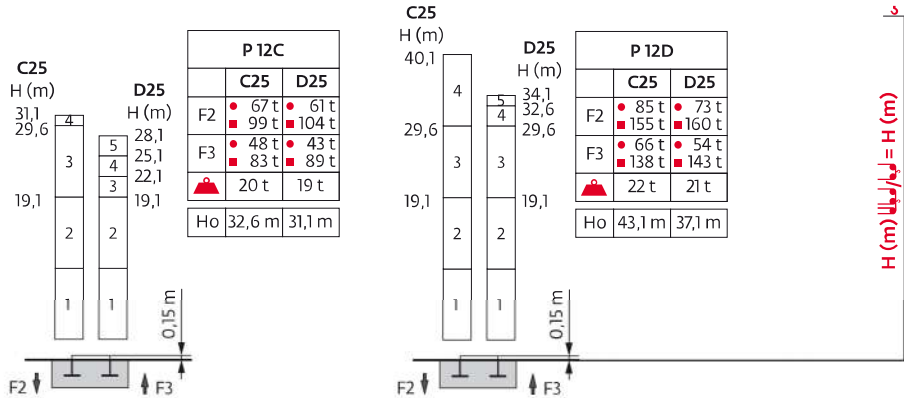 C25
H (m)
31,1
29,6
19,1
4
3
2
1
D25
H (m)
28,1
25,1
22,1
19,1
5
4
3
2
1
P 12C
C25 D25
F2 67 t 61 t
99 t 104 t
F3 48 t 43 t
83 t 89 t
20 t 19 t
Ho 32,6 m 31,1 m
0,15 m
F2 F3
C25
H (m)
40,1
29,6
19,1
4
3
2
1
D25
H (m)
34,1
32,6
29,6
19,1
5
4
3
2
1
P 12D
C25 D25
F2 85 t 73 t
155 t 160 t
F3 66 t 54 t
138 t 143 t
22 t 21 t
Ho 43,1 m 37,1 m
0,15 m
F2 F3
H (m) / = H (m)